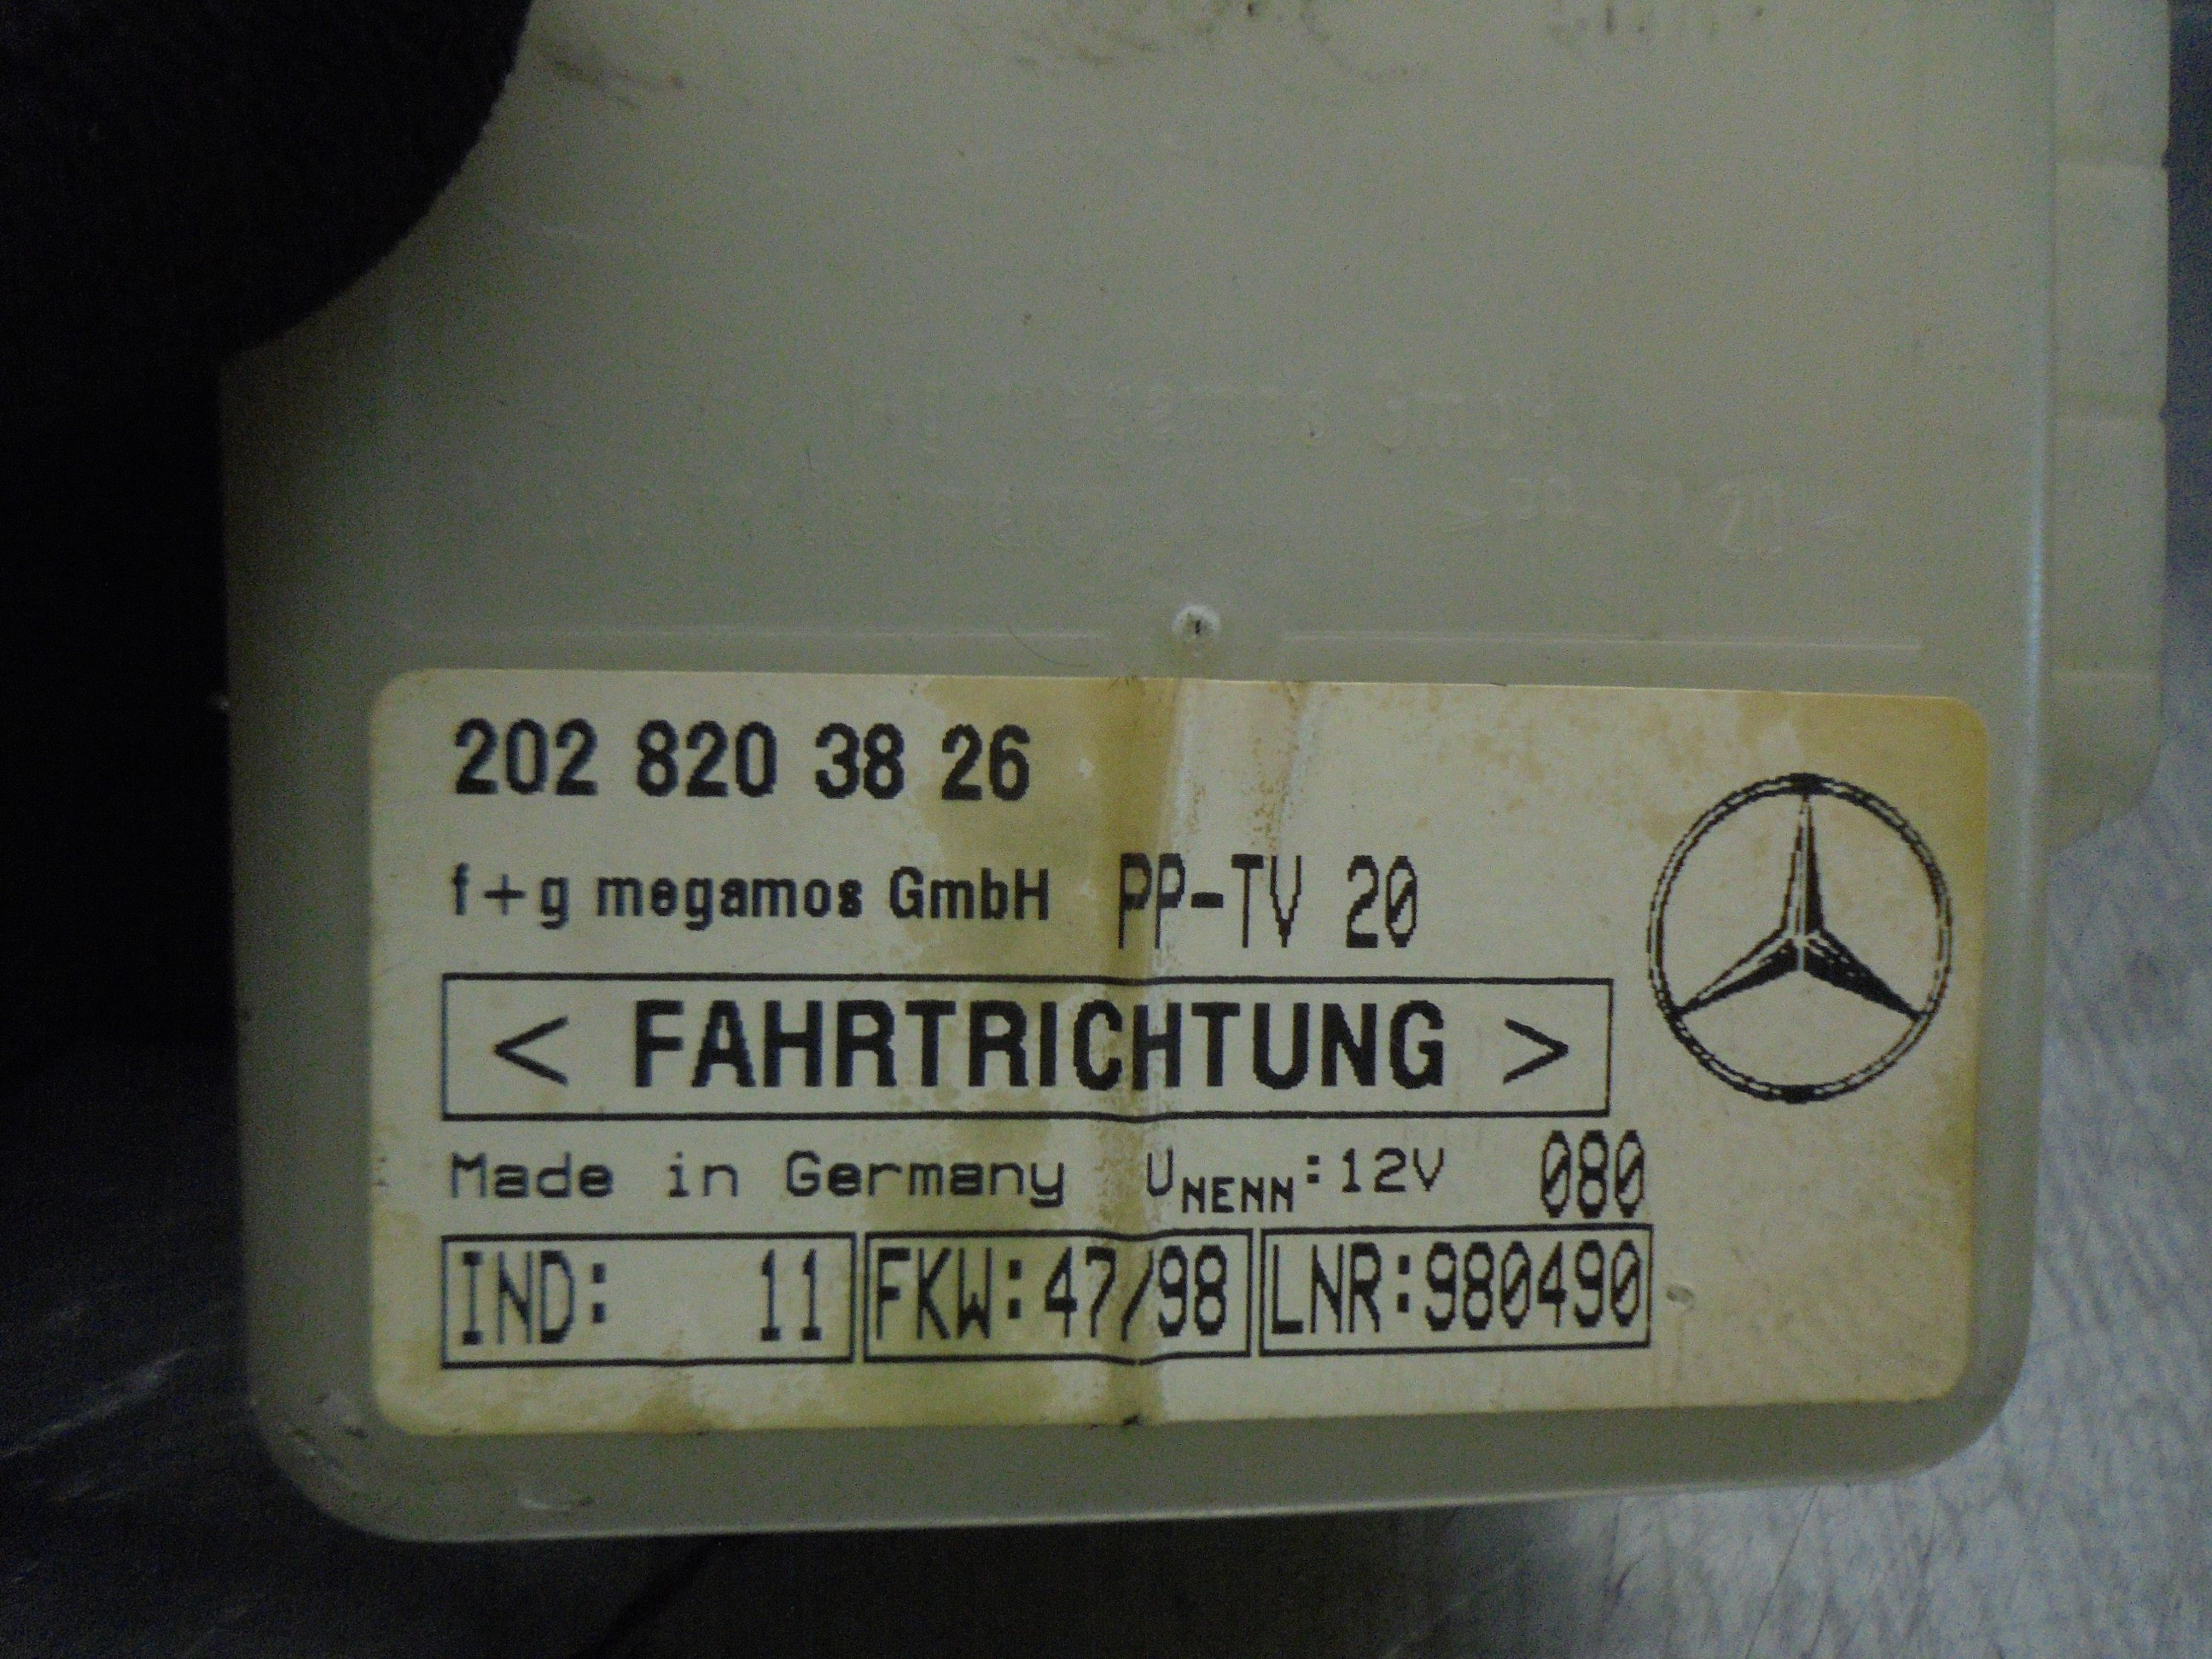 202 820 38 26
f+g megamos GmbH PP-TV 20
< FAHRTRICHTUNG >
Made in Germany UNENN:12V 080
IND: 11 FKW:47/98 LNR:980490